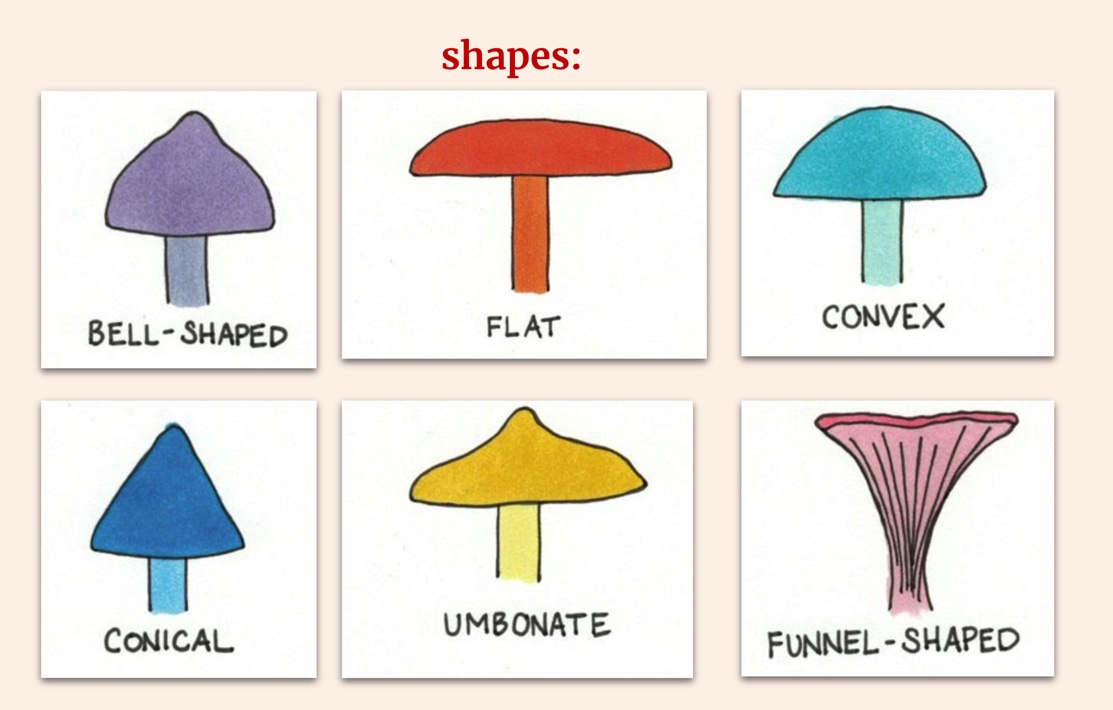 shapes:
BELL-SHAPED
FLAT
CONVEX
CONICAL
UMBONATE
FUNNEL-SHAPED